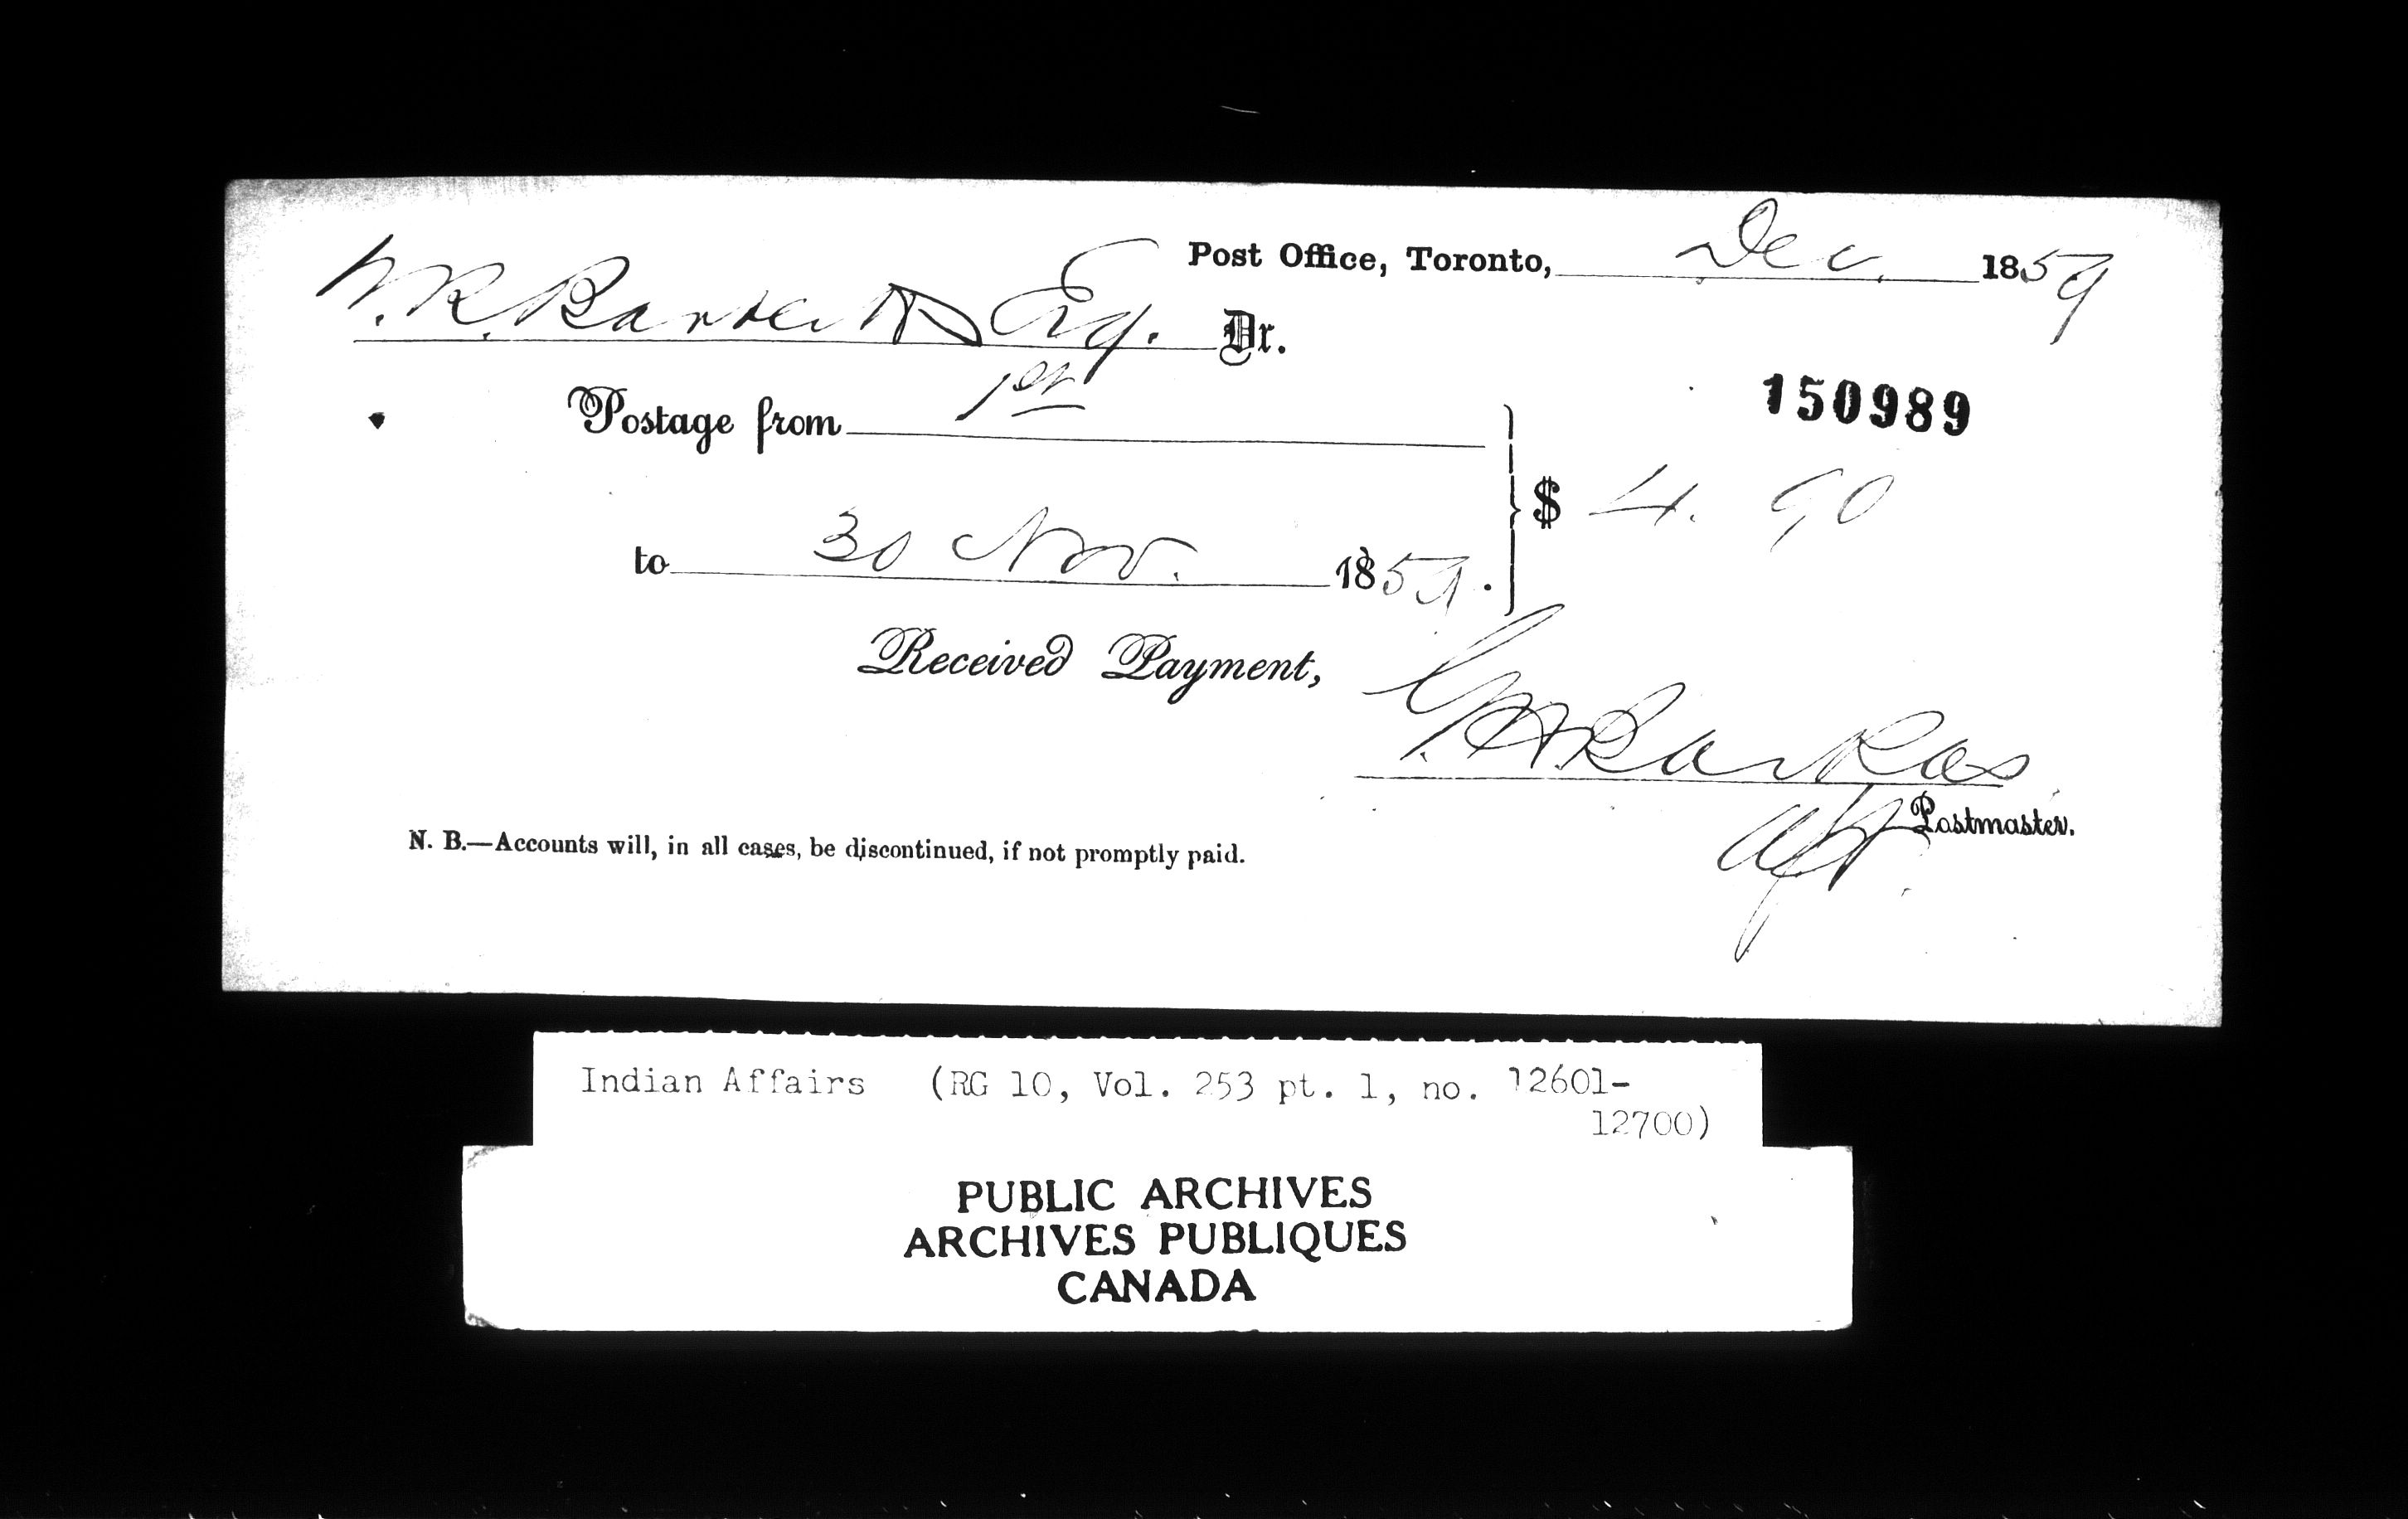 Post Office, Toronto, Dec. 1859
W. R. Esq. Dr.
150989
Postage from 1st
$ 4. 90
to 30 Nov. 1859.
Received Payment,
Postmaster.
N. B.—Accounts will, in all cases, be discontinued, if not promptly paid.
Indian Affairs (RG 10, Vol. 253 pt. 1, no. 12601-
12700)
PUBLIC ARCHIVES
ARCHIVES PUBLIQUES
CANADA